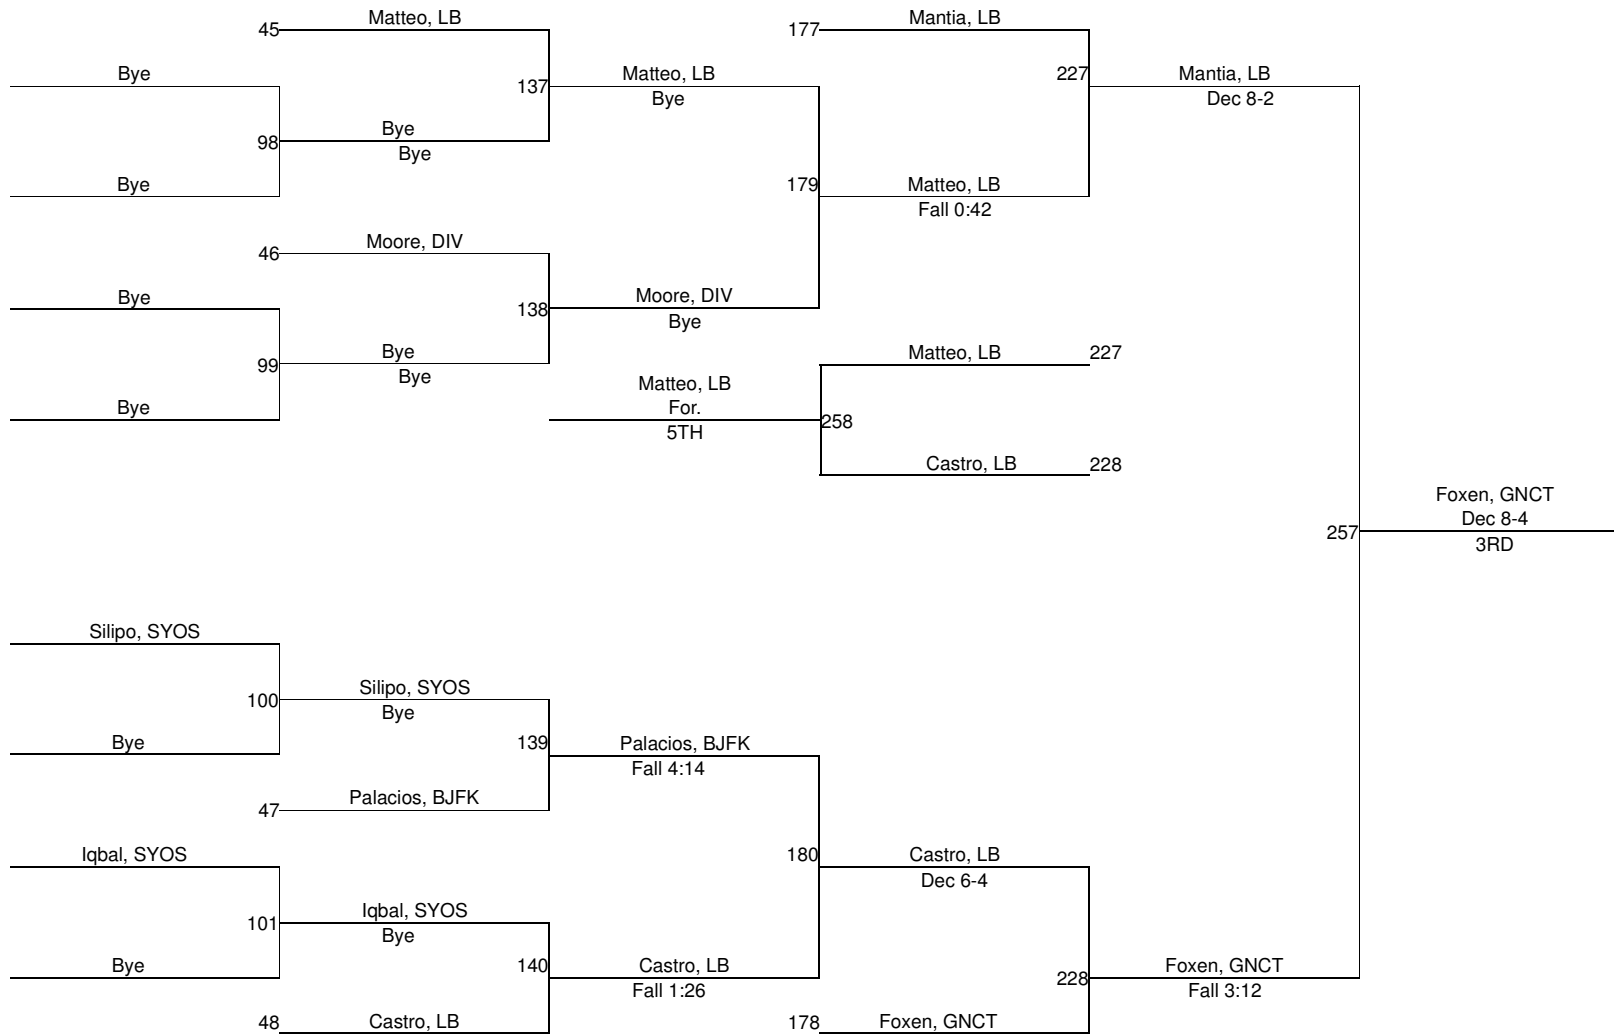 45 Matteo, LB
177 Mantia, LB
Bye
137 Matteo, LB
Bye
227 Mantia, LB
Dec 8-2
98 Bye
Bye
Bye
179 Matteo, LB
Fall 0:42
46 Moore, DIV
Bye
138 Moore, DIV
Bye
99 Bye
Bye
Matteo, LB 227
Matteo, LB
For.
5TH
258
Bye
Castro, LB 228
Foxen, GNCT
Dec 8-4
3RD
257
Silipo, SYOS
100 Silipo, SYOS
Bye
Bye
139 Palacios, BJFK
Fall 4:14
47 Palacios, BJFK
Iqbal, SYOS
180 Castro, LB
Dec 6-4
101 Iqbal, SYOS
Bye
Bye
140 Castro, LB
Fall 1:26
228 Foxen, GNCT
Fall 3:12
48 Castro, LB
178 Foxen, GNCT